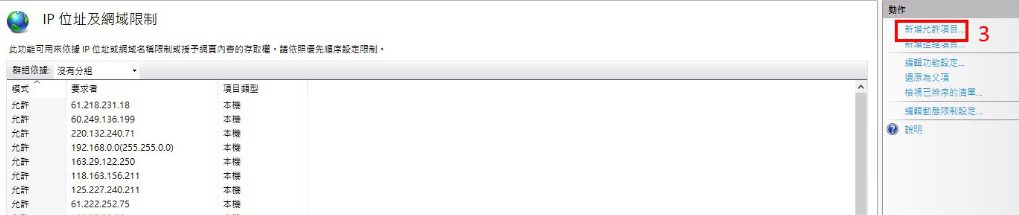 IP 位址及網域限制
此功能可用來依據 IP 位址或網域名稱限制或授予網頁內容的存取權。請依照優先順序設定限制。
群組依據: 沒有分組
模式 要求者 項目類型
允許 61.218.231.18 本機
允許 60.249.136.199 本機
允許 220.132.240.71 本機
允許 192.168.0.0(255.255.0.0) 本機
允許 163.29.122.250 本機
允許 118.163.156.211 本機
允許 125.227.240.211 本機
允許 61.222.252.75 本機
動作
新增允許項目... 3
新增拒絕項目...
編輯功能設定...
還原為父項
檢視已排序的清單...
編輯動態限制設定...
說明